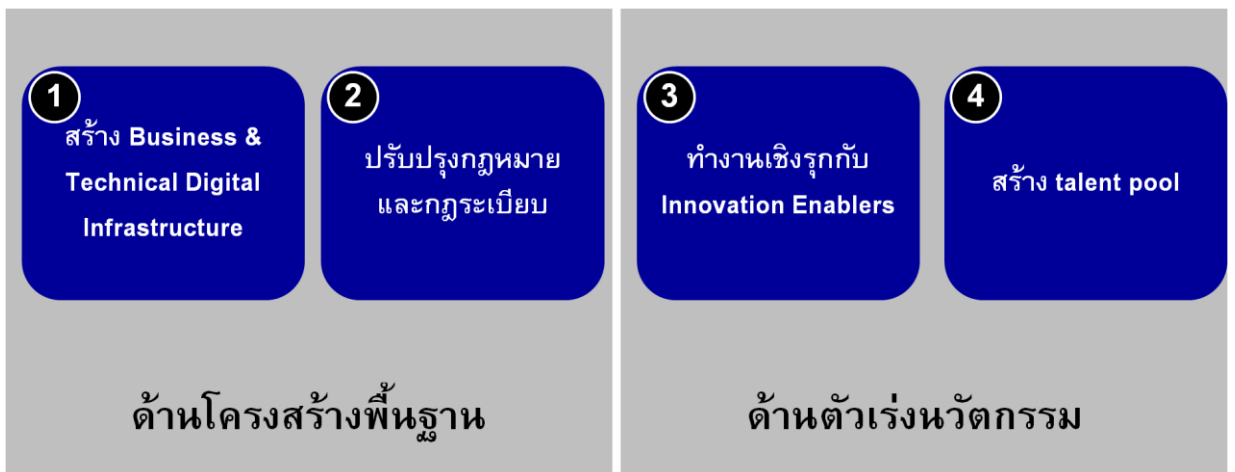 1
สร้าง Business &
Technical Digital
Infrastructure
2
ปรับปรุงกฎหมาย
และกฎระเบียบ
ด้านโครงสร้างพื้นฐาน
3
ทำงานเชิงรุกกับ
Innovation Enablers
4
สร้าง talent pool
ด้านตัวเร่งนวัตกรรม